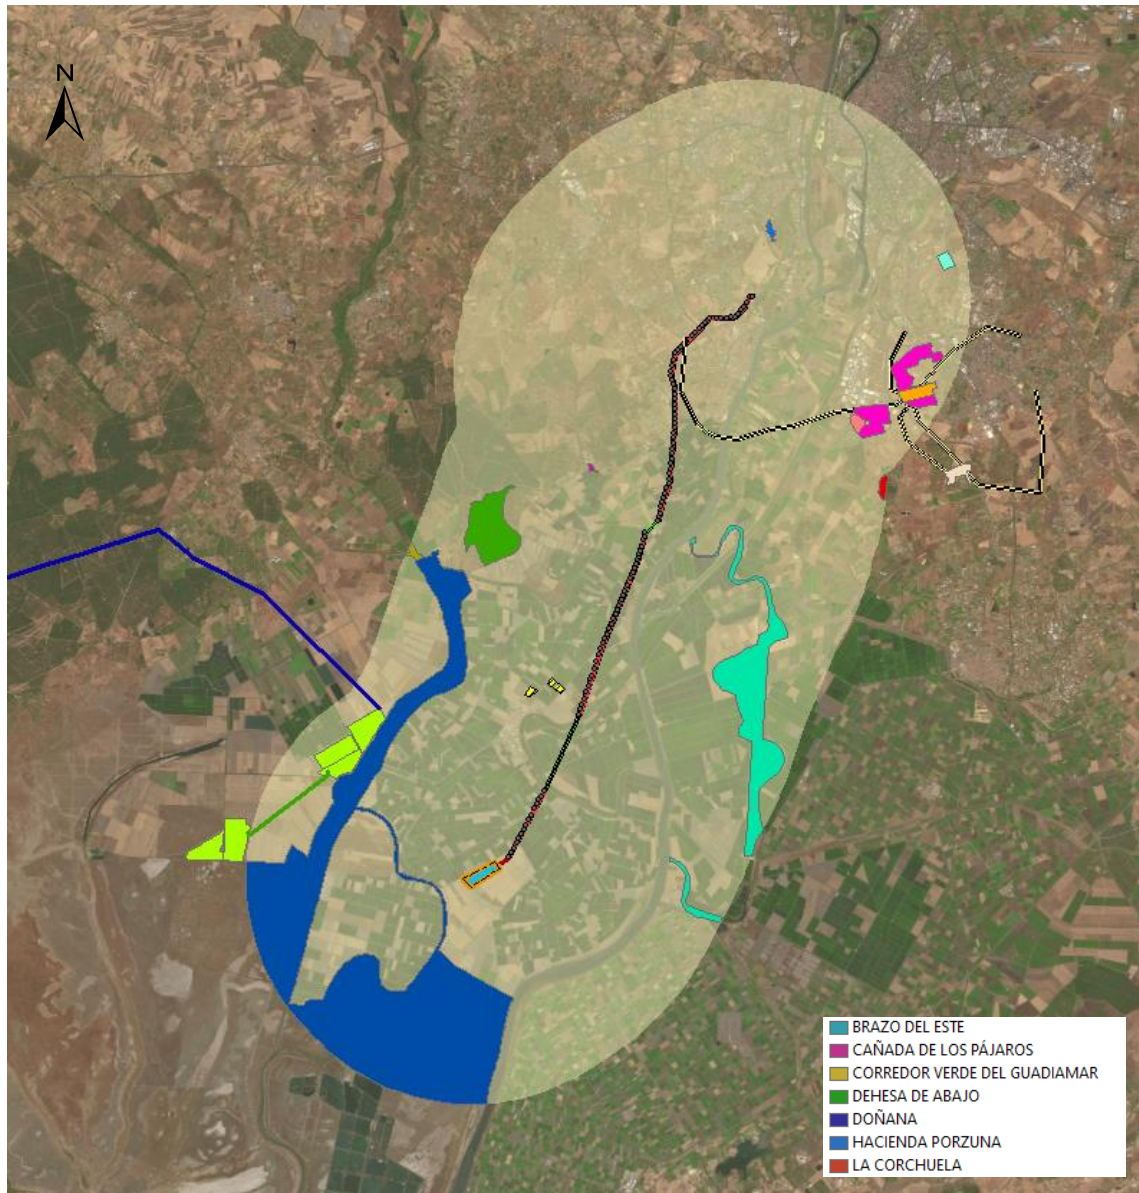 N
BRAZO DEL ESTE
CAÑADA DE LOS PÁJAROS
CORREDOR VERDE DEL GUADIAMAR
DEHESA DE ABAJO
DOÑANA
HACIENDA PORZUNA
LA CORCHUELA